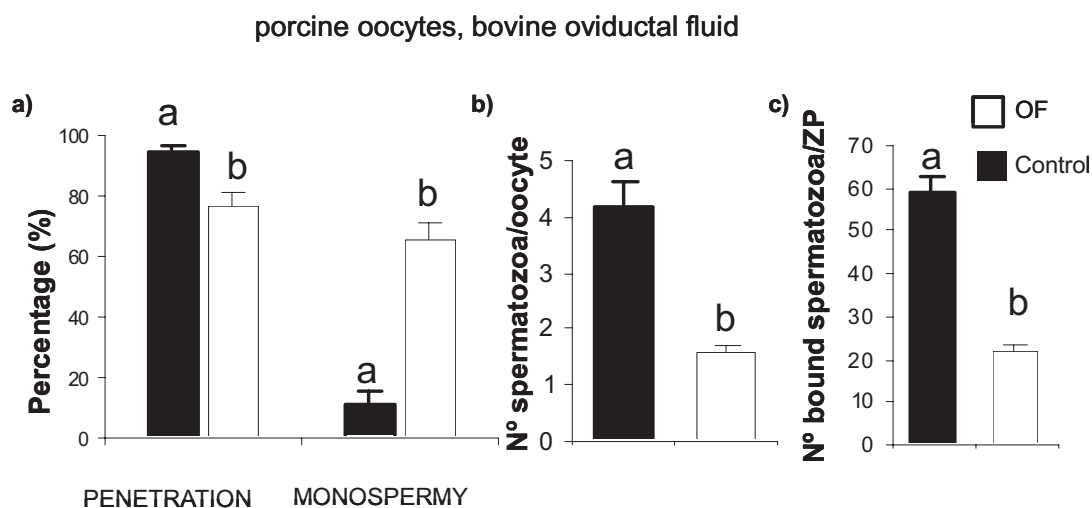 porcine oocytes, bovine oviductal fluid
a)
Percentage (%)
100
80
60
40
20
0
a
b
a
b
PENETRATION
MONOSPERMY
b)
Nº spermatozoa/oocyte
5
4
3
2
1
0
a
b
c)
Nº bound spermatozoa/ZP
70
60
50
40
30
20
10
0
a
b
OF
Control